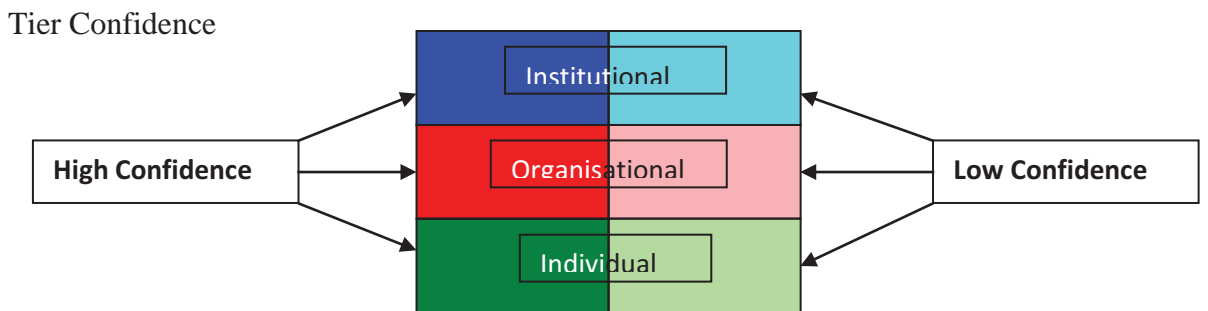 Tier Confidence
Institutional
High Confidence
Organisational
Low Confidence
Individual